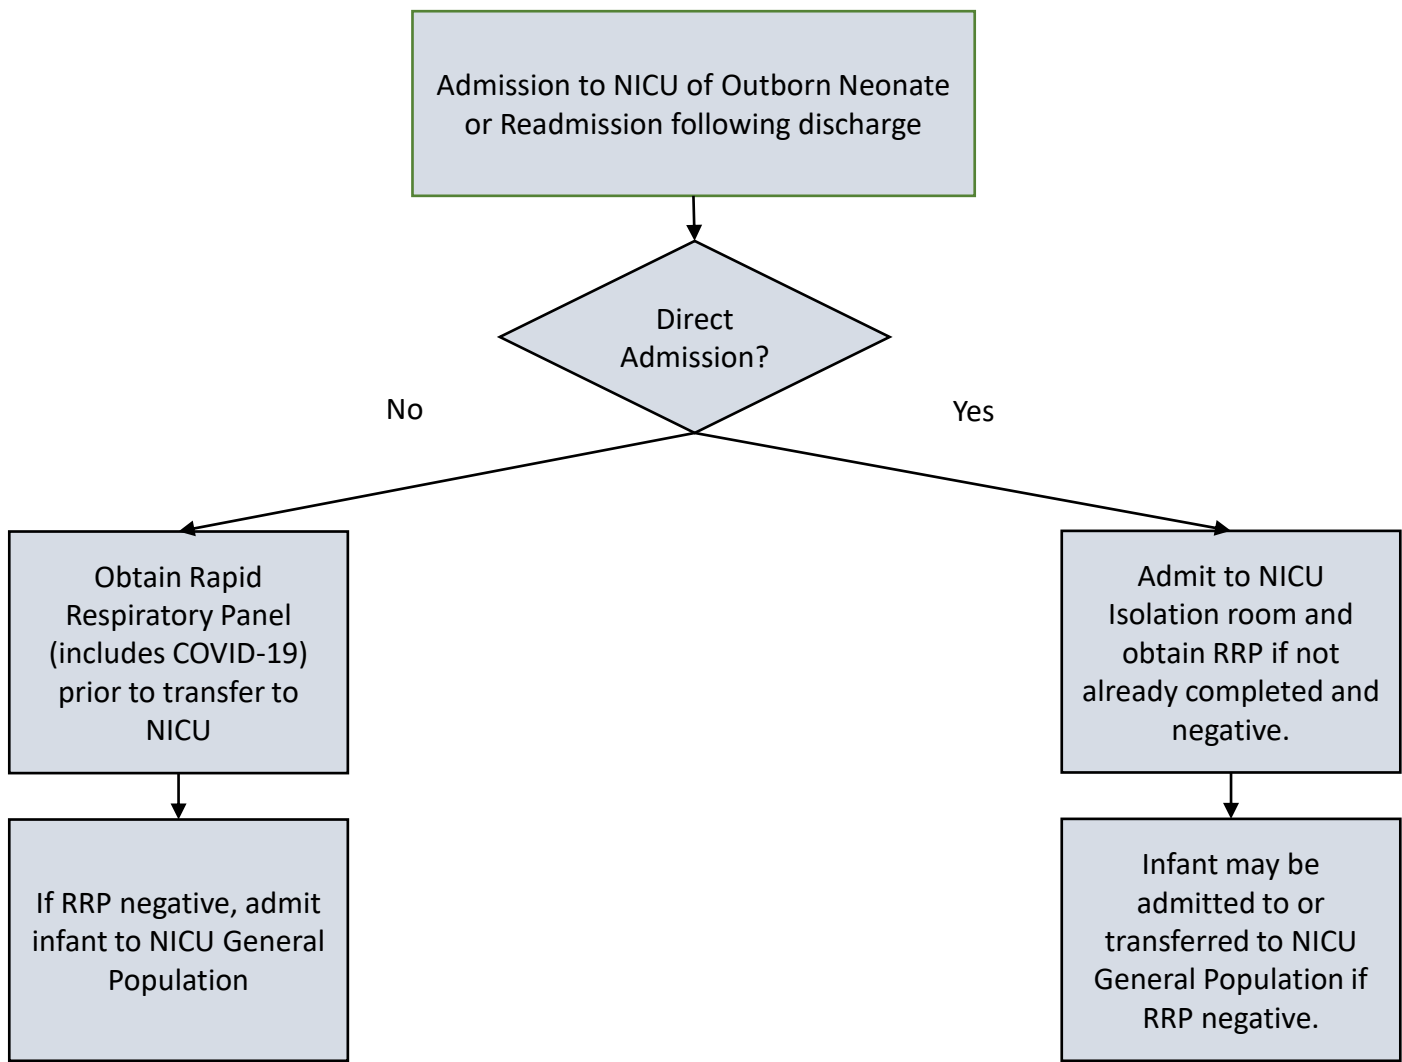 Admission to NICU of Outborn Neonate
or Readmission following discharge
Direct
Admission?
No
Yes
Obtain Rapid
Respiratory Panel
(includes COVID-19)
prior to transfer to
NICU
Admit to NICU
Isolation room and
obtain RRP if not
already completed and
negative.
If RRP negative, admit
infant to NICU General
Population
Infant may be
admitted to or
transferred to NICU
General Population if
RRP negative.